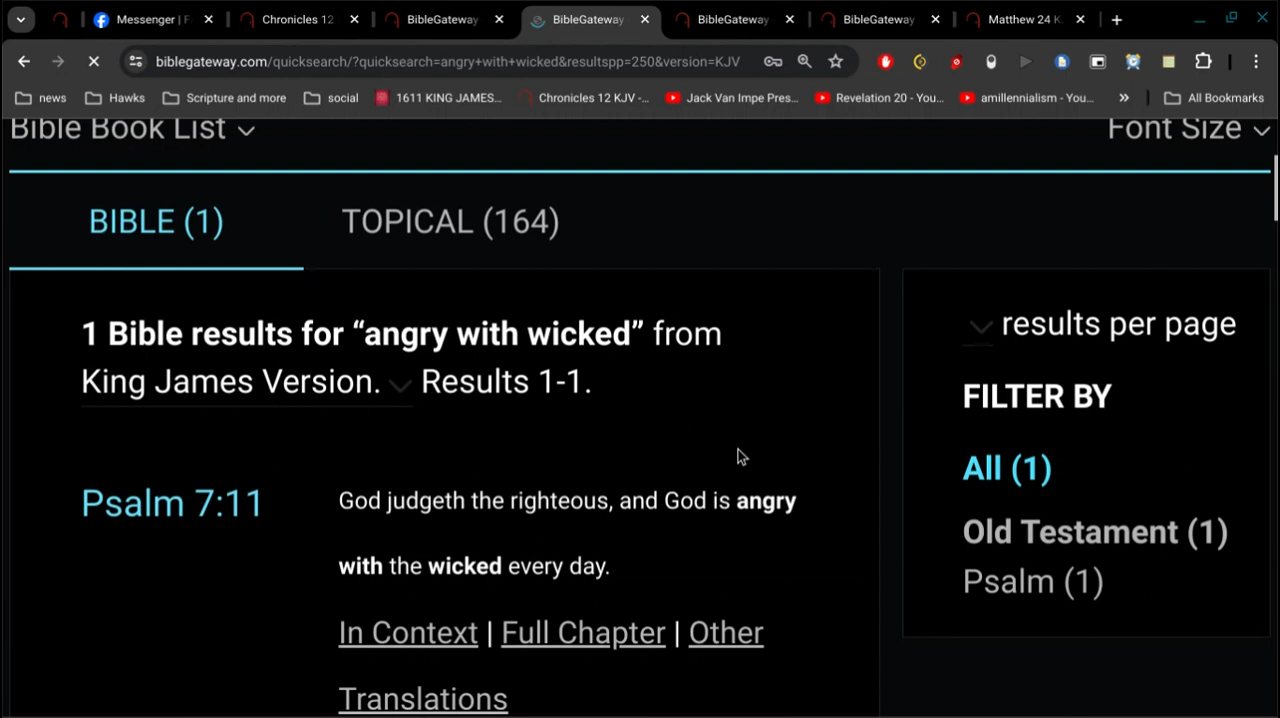 Messenger | F
Chronicles 12
BibleGateway
BibleGateway
BibleGateway
BibleGateway
Matthew 24 K
biblegateway.com/quicksearch/?quicksearch=angry+with+wicked&resultspp=250&version=KJV
news
Hawks
Scripture and more
social
1611 KING JAMES...
Chronicles 12 KJV -...
Jack Van Impe Pres...
Revelation 20 - You...
amillennialism - You...
All Bookmarks
Bible Book List
Font Size
BIBLE (1)
TOPICAL (164)
1 Bible results for “angry with wicked” from
King James Version. Results 1-1.
results per page
FILTER BY
All (1)
Old Testament (1)
Psalm (1)
Psalm 7:11
God judgeth the righteous, and God is angry
with the wicked every day.
In Context | Full Chapter | Other
Translations